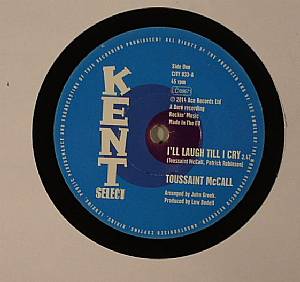 KENT
SELECT
Side One
CITY 033-A
45 rpm
℗ 2014 Ace Records Ltd
A Dore recording
Rockin' Music
Made In The EU
I'LL LAUGH TILL I CRY 2.47
(Toussaint McCall, Patrick Robinson)
TOUSSAINT McCALL
Arranged by John Greek.
Produced by Lew Bedell